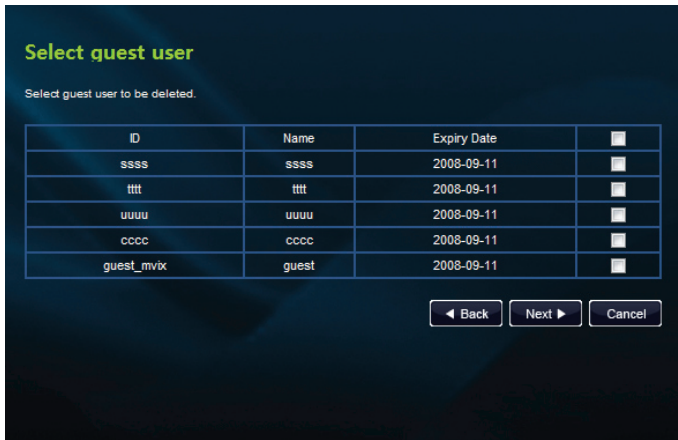 Select guest user
Select guest user to be deleted.
ID Name Expiry Date
ssss ssss 2008-09-11
tttt tttt 2008-09-11
uuuu uuuu 2008-09-11
cccc cccc 2008-09-11
guest_mvix guest 2008-09-11
Back Next Cancel